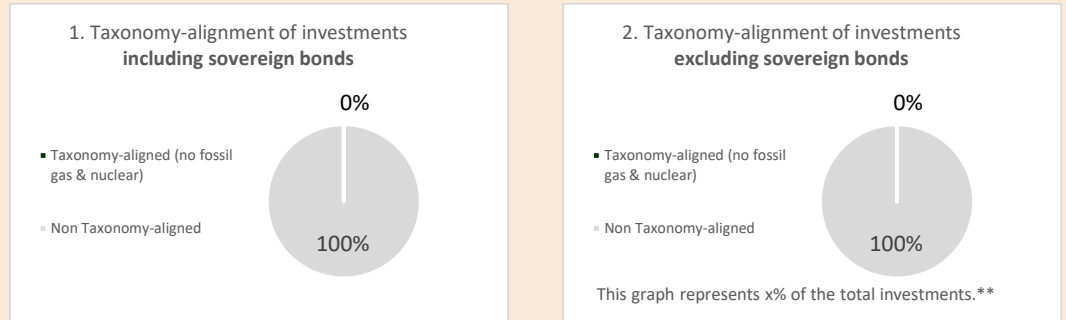 1. Taxonomy-alignment of investments
including sovereign bonds
0%
Taxonomy-aligned (no fossil
gas & nuclear)
Non Taxonomy-aligned
100%
2. Taxonomy-alignment of investments
excluding sovereign bonds
0%
Taxonomy-aligned (no fossil
gas & nuclear)
Non Taxonomy-aligned
100%
This graph represents x% of the total investments.**